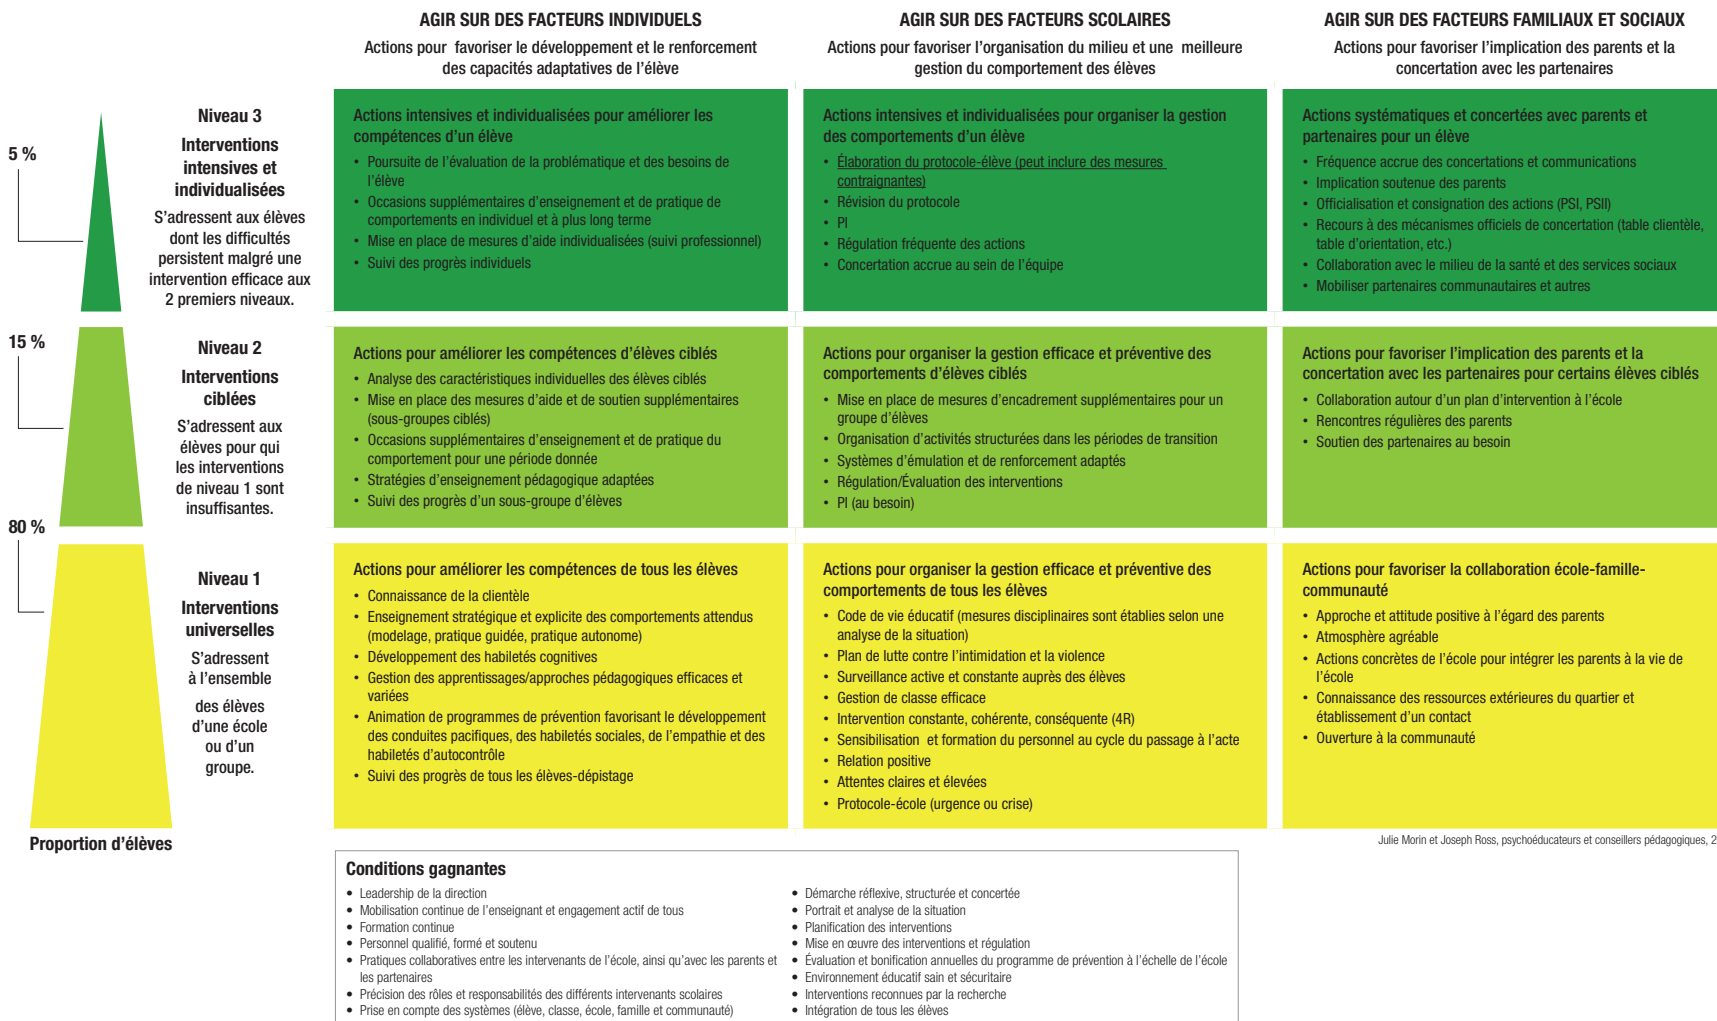 AGIR SUR DES FACTEURS INDIVIDUELS
Actions pour  favoriser le développement et le renforcement
des capacités adaptatives de l’élève
AGIR SUR DES FACTEURS SCOLAIRES
Actions pour favoriser l’organisation du milieu et une  meilleure
gestion du comportement des élèves
AGIR SUR DES FACTEURS FAMILIAUX ET SOCIAUX
Actions pour favoriser l’implication des parents et la
concertation avec les partenaires
5 %
Niveau 3
Interventions
intensives et
individualisées
S’adressent aux élèves
dont les difficultés
persistent malgré une
intervention efficace aux
2 premiers niveaux.
Actions intensives et individualisées pour améliorer les
compétences d’un élève
• Poursuite de l’évaluation de la problématique et des besoins de
l’élève
• Occasions supplémentaires d’enseignement et de pratique de
comportements en individuel et à plus long terme
• Mise en place de mesures d’aide individualisées (suivi professionnel)
• Suivi des progrès individuels
Actions intensives et individualisées pour organiser la gestion
des comportements d’un élève
• Élaboration du protocole-élève (peut inclure des mesures
contraignantes)
• Révision du protocole
• PI
• Régulation fréquente des actions
• Concertation accrue au sein de l’équipe
Actions systématiques et concertées avec parents et
partenaires pour un élève
• Fréquence accrue des concertations et communications
• Implication soutenue des parents
• Officialisation et consignation des actions (PSI, PSII)
• Recours à des mécanismes officiels de concertation (table clientèle,
table d’orientation, etc.)
• Collaboration avec le milieu de la santé et des services sociaux
• Mobiliser partenaires communautaires et autres
15 %
Niveau 2
Interventions
ciblées
S’adressent aux
élèves pour qui
les interventions
de niveau 1 sont
insuffisantes.
Actions pour améliorer les compétences d’élèves ciblés
• Analyse des caractéristiques individuelles des élèves ciblés
• Mise en place des mesures d’aide et de soutien supplémentaires
(sous-groupes ciblés)
• Occasions supplémentaires d’enseignement et de pratique du
comportement pour une période donnée
• Stratégies d’enseignement pédagogique adaptées
• Suivi des progrès d’un sous-groupe d’élèves
Actions pour organiser la gestion efficace et préventive des
comportements d’élèves ciblés
• Mise en place de mesures d’encadrement supplémentaires pour un
groupe d’élèves
• Organisation d’activités structurées dans les périodes de transition
• Systèmes d’émulation et de renforcement adaptés
• Régulation/Évaluation des interventions
• PI (au besoin)
Actions pour favoriser l’implication des parents et la
concertation avec les partenaires pour certains élèves ciblés
• Collaboration autour d’un plan d’intervention à l’école
• Rencontres régulières des parents
• Soutien des partenaires au besoin
80 %
Niveau 1
Interventions
universelles
S’adressent
à l’ensemble
des élèves
d’une école
ou d’un
groupe.
Actions pour améliorer les compétences de tous les élèves
• Connaissance de la clientèle
• Enseignement stratégique et explicite des comportements attendus
(modelage, pratique guidée, pratique autonome)
• Développement des habiletés cognitives
• Gestion des apprentissages/approches pédagogiques efficaces et
variées
• Animation de programmes de prévention favorisant le développement
des conduites pacifiques, des habiletés sociales, de l’empathie et des
habiletés d’autocontrôle
• Suivi des progrès de tous les élèves-dépistage
Actions pour organiser la gestion efficace et préventive des
comportements de tous les élèves
• Code de vie éducatif (mesures disciplinaires sont établies selon une
analyse de la situation)
• Plan de lutte contre l’intimidation et la violence
• Surveillance active et constante auprès des élèves
• Gestion de classe efficace
• Intervention constante, cohérente, conséquente (4R)
• Sensibilisation  et formation du personnel au cycle du passage à l’acte
• Relation positive
• Attentes claires et élevées
• Protocole-école (urgence ou crise)
Actions pour favoriser la collaboration école-famille-
communauté
• Approche et attitude positive à l’égard des parents
• Atmosphère agréable
• Actions concrètes de l’école pour intégrer les parents à la vie de
l’école
• Connaissance des ressources extérieures du quartier et
établissement d’un contact
• Ouverture à la communauté
Proportion d’élèves
Julie Morin et Joseph Ross, psychoéducateurs et conseillers pédagogiques, 2
Conditions gagnantes
• Leadership de la direction
• Mobilisation continue de l’enseignant et engagement actif de tous
• Formation continue
• Personnel qualifié, formé et soutenu
• Pratiques collaboratives entre les intervenants de l’école, ainsi qu’avec les parents et
les partenaires
• Précision des rôles et responsabilités des différents intervenants scolaires
• Prise en compte des systèmes (élève, classe, école, famille et communauté)
• Démarche réflexive, structurée et concertée
• Portrait et analyse de la situation
• Planification des interventions
• Mise en œuvre des interventions et régulation
• Évaluation et bonification annuelles du programme de prévention à l’échelle de l’école
• Environnement éducatif sain et sécuritaire
• Interventions reconnues par la recherche
• Intégration de tous les élèves